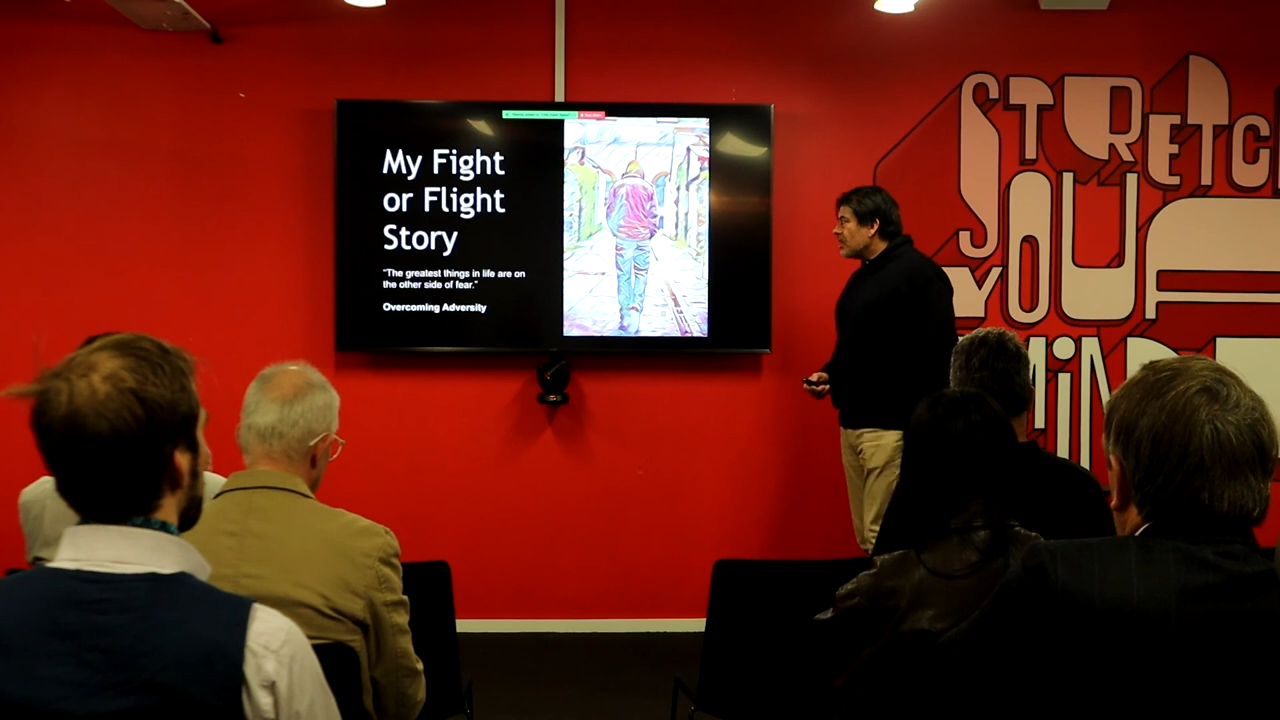 My Fight
or Flight
Story
"The greatest things in life are on
the other side of fear."
Overcoming Adversity
STRETC
YOU
MIND